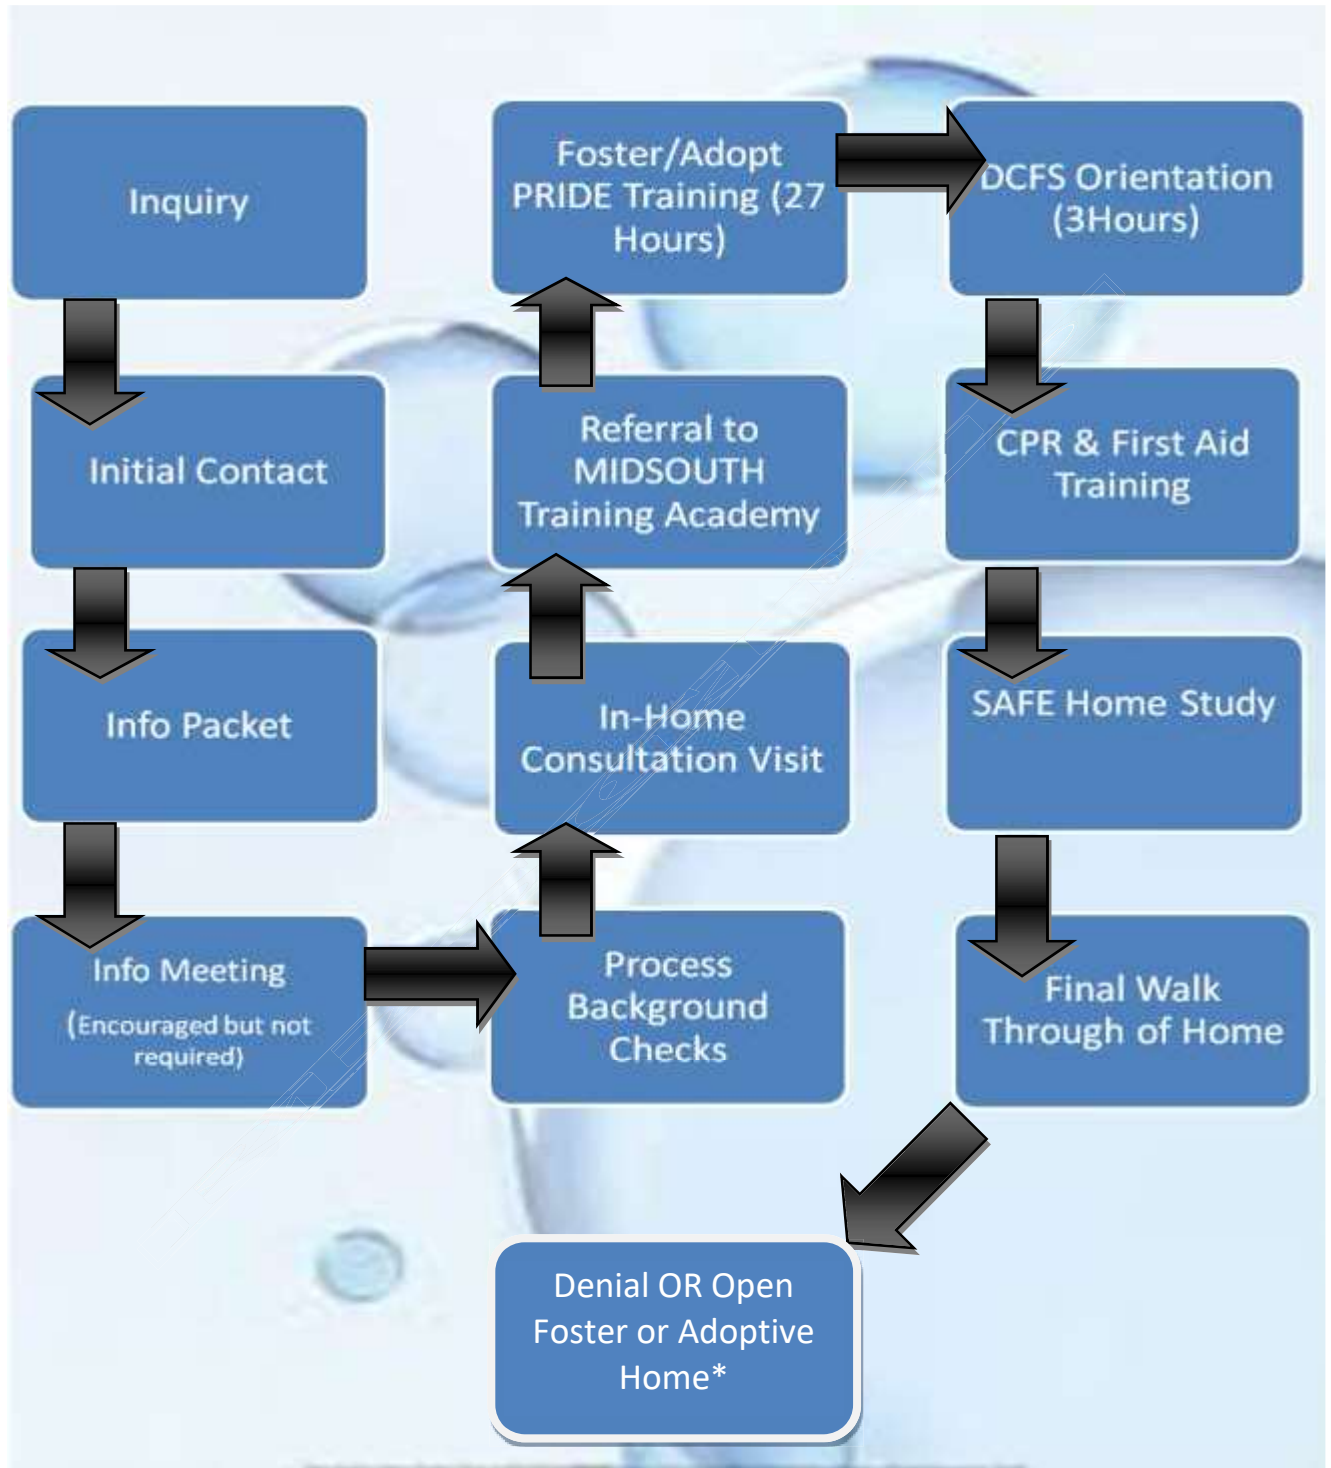 Inquiry
Initial Contact
Info Packet
Info Meeting
(Encouraged but not
required)
Process
Background
Checks
In-Home
Consultation Visit
Referral to
MIDSOUTH
Training Academy
Foster/Adopt
PRIDE Training (27
Hours)
DCFS Orientation
(3Hours)
CPR & First Aid
Training
SAFE Home Study
Final Walk
Through of Home
Denial OR Open
Foster or Adoptive
Home*